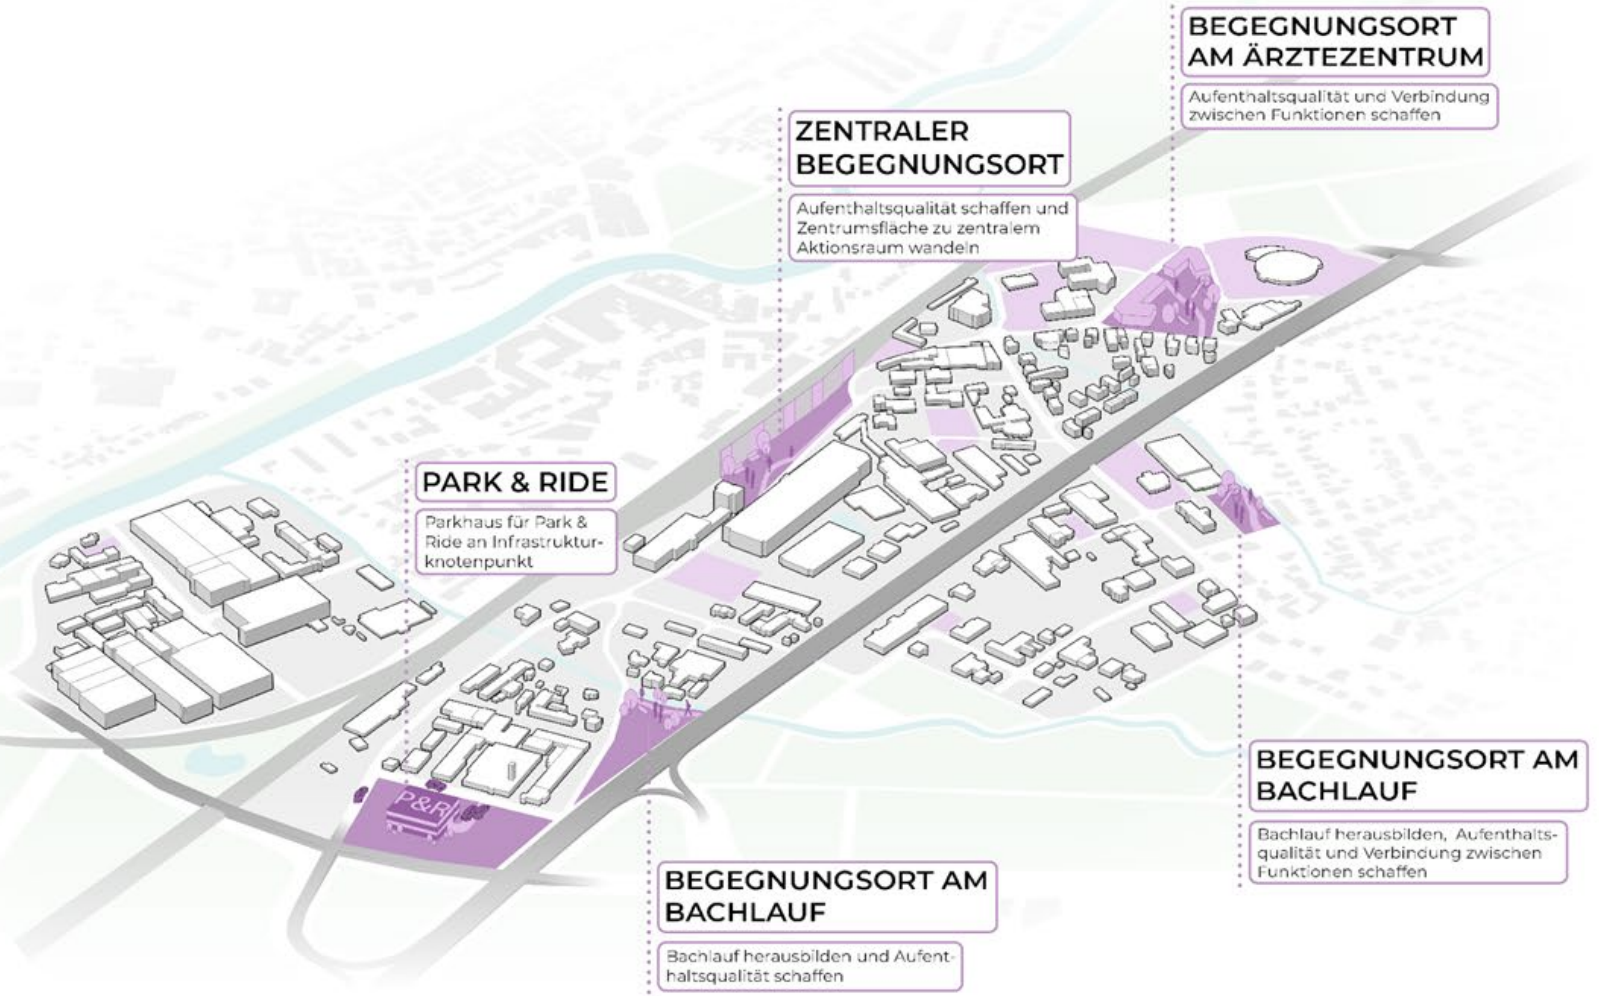 BEGEGNUNGSORT
AM ÄRZTEZENTRUM
Aufenthaltsqualität und Verbindung
zwischen Funktionen schaffen
ZENTRALER
BEGEGNUNGSORT
Aufenthaltsqualität schaffen und
Zentrumsfläche zu zentralem
Aktionsraum wandeln
PARK & RIDE
Parkhaus für Park &
Ride an Infrastruktur-
knotenpunkt
P&R
BEGEGNUNGSORT AM
BACHLAUF
Bachlauf herausbilden, Aufenthalts-
qualität und Verbindung zwischen
Funktionen schaffen
BEGEGNUNGSORT AM
BACHLAUF
Bachlauf herausbilden und Aufent-
haltsqualität schaffen